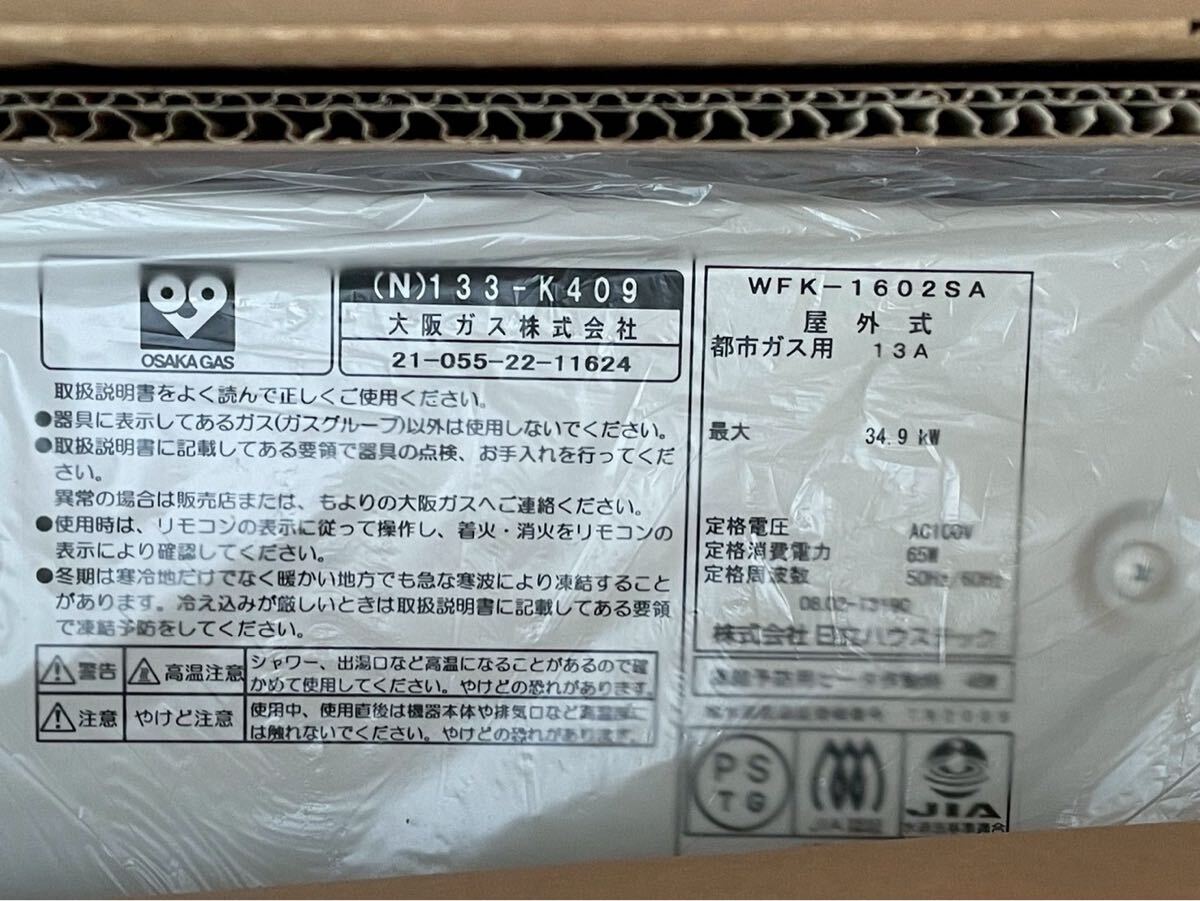 OSAKA GAS
(N)133-K409
大阪ガス株式会社
21-055-22-11624
取扱説明書をよく読んで正しくご使用ください。
●器具に表示してあるガス(ガスグループ)以外は使用しないでください。
●取扱説明書に記載してある要領で器具の点検、お手入れを行ってくだ
さい。
異常の場合は販売店または、もよりの大阪ガスへご連絡ください。
●使用時は、リモコンの表示に従って操作し、着火・消火をリモコンの
表示により確認してください。
●冬期は寒冷地だけでなく暖かい地方でも急な寒波により凍結すること
があります。冷え込みが厳しいときは取扱説明書に記載してある要領
で凍結予防をしてください。
警告 高温注意 シャワー、出湯口など高温になることがあるので確
かめて使用してください。やけどの恐れがあります。
注意 やけど注意 使用中、使用直後は機器本体や排気口など高温部に
は触れないでください。やけどの恐れがあります。
WFK-1602SA
屋外式
都市ガス用 13A
最大 34.9 kW
定格電圧 AC100V
定格消費電力 65W
定格周波数 50Hz/60Hz
株式会社 日立ハウステック
PS
TG
JIA
JIA